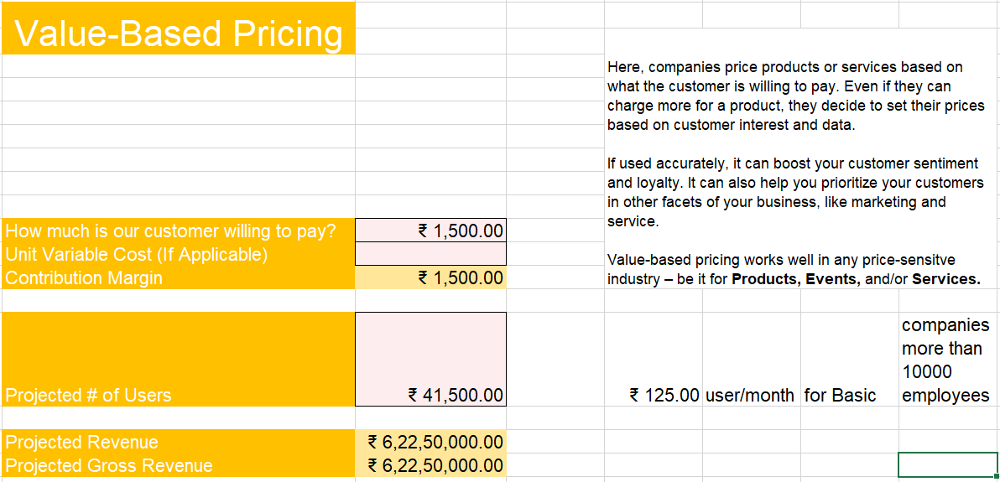 Value-Based Pricing
Here, companies price products or services based on
what the customer is willing to pay. Even if they can
charge more for a product, they decide to set their prices
based on customer interest and data.
If used accurately, it can boost your customer sentiment
and loyalty. It can also help you prioritize your customers
in other facets of your business, like marketing and
service.
Value-based pricing works well in any price-sensitve
industry – be it for Products, Events, and/or Services.
How much is our customer willing to pay? ₹ 1,500.00
Unit Variable Cost (If Applicable)
Contribution Margin ₹ 1,500.00
companies
more than
10000
Projected # of Users ₹ 41,500.00 ₹ 125.00 user/month for Basic employees
Projected Revenue ₹ 6,22,50,000.00
Projected Gross Revenue ₹ 6,22,50,000.00